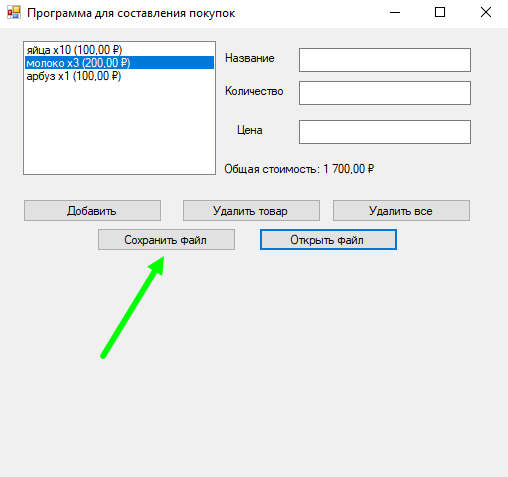 Программа для составления покупок
яйца x10 (100,00 ₽)
молоко x3 (200,00 ₽)
арбуз x1 (100,00 ₽)
Название
Количество
Цена
Общая стоимость: 1 700,00 ₽
Добавить
Удалить товар
Удалить все
Сохранить файл
Открыть файл